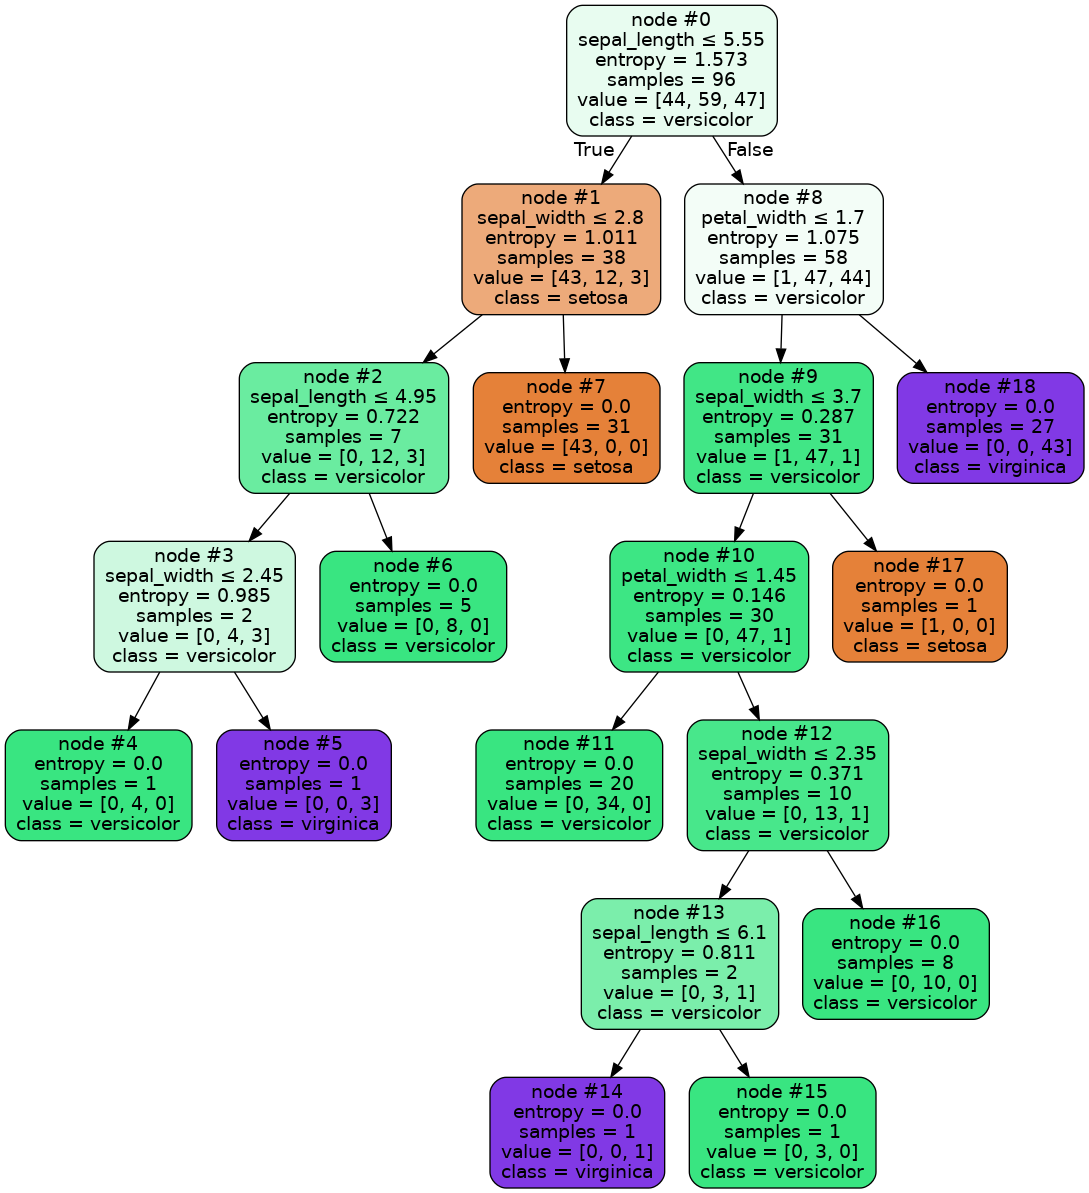 node #0
sepal_length ≤ 5.55
entropy = 1.573
samples = 96
value = [44, 59, 47]
class = versicolor
True
False
node #1
sepal_width ≤ 2.8
entropy = 1.011
samples = 38
value = [43, 12, 3]
class = setosa
node #8
petal_width ≤ 1.7
entropy = 1.075
samples = 58
value = [1, 47, 44]
class = versicolor
node #2
sepal_length ≤ 4.95
entropy = 0.722
samples = 7
value = [0, 12, 3]
class = versicolor
node #7
entropy = 0.0
samples = 31
value = [43, 0, 0]
class = setosa
node #9
sepal_width ≤ 3.7
entropy = 0.287
samples = 31
value = [1, 47, 1]
class = versicolor
node #18
entropy = 0.0
samples = 27
value = [0, 0, 43]
class = virginica
node #3
sepal_width ≤ 2.45
entropy = 0.985
samples = 2
value = [0, 4, 3]
class = versicolor
node #6
entropy = 0.0
samples = 5
value = [0, 8, 0]
class = versicolor
node #10
petal_width ≤ 1.45
entropy = 0.146
samples = 30
value = [0, 47, 1]
class = versicolor
node #17
entropy = 0.0
samples = 1
value = [1, 0, 0]
class = setosa
node #4
entropy = 0.0
samples = 1
value = [0, 4, 0]
class = versicolor
node #5
entropy = 0.0
samples = 1
value = [0, 0, 3]
class = virginica
node #11
entropy = 0.0
samples = 20
value = [0, 34, 0]
class = versicolor
node #12
sepal_width ≤ 2.35
entropy = 0.371
samples = 10
value = [0, 13, 1]
class = versicolor
node #13
sepal_length ≤ 6.1
entropy = 0.811
samples = 2
value = [0, 3, 1]
class = versicolor
node #16
entropy = 0.0
samples = 8
value = [0, 10, 0]
class = versicolor
node #14
entropy = 0.0
samples = 1
value = [0, 0, 1]
class = virginica
node #15
entropy = 0.0
samples = 1
value = [0, 3, 0]
class = versicolor